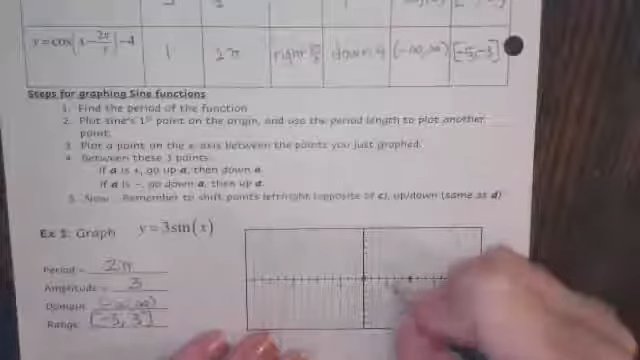 y = cos(x − 2π/3) − 4 1 2π right down 4 (−∞,∞) [−5,−3]
Steps for graphing Sine functions
1. Find the period of the function
2. Plot sine's 1st point on the origin, and use the period length to plot another
point.
3. Plot a point on the x-axis between the points you just graphed.
4. Between these 3 points:
If a is +, go up a, then down a.
If a is −, go down a, then up a.
5. Now Remember to shift points left/right (opposite of c), up/down (same as d)
Ex 1: Graph y = 3sin(x)
Period = 2π
Amplitude = 3
Domain: (−∞,∞)
Range: [−3, 3]